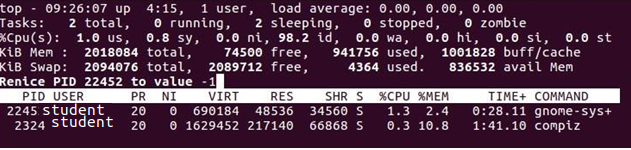 top - 09:26:07 up  4:15,  1 user,  load average: 0.00, 0.00, 0.00
Tasks:   2 total,   0 running,   2 sleeping,   0 stopped,   0 zombie
%Cpu(s):  1.0 us,  0.8 sy,  0.0 ni, 98.2 id,  0.0 wa,  0.0 hi,  0.0 si,  0.0 st
KiB Mem :  2018084 total,    74500 free,   941756 used,  1001828 buff/cache
KiB Swap:  2094076 total,  2089712 free,     4364 used.   836532 avail Mem
Renice PID 22452 to value -1
PID USER PR NI VIRT RES SHR S %CPU %MEM TIME+ COMMAND
2245 student 20 0 690184 48536 34560 S 1.3 2.4 0:28.11 gnome-sys+
2324 student 20 0 1629452 217140 66868 S 0.3 10.8 1:41.10 compiz